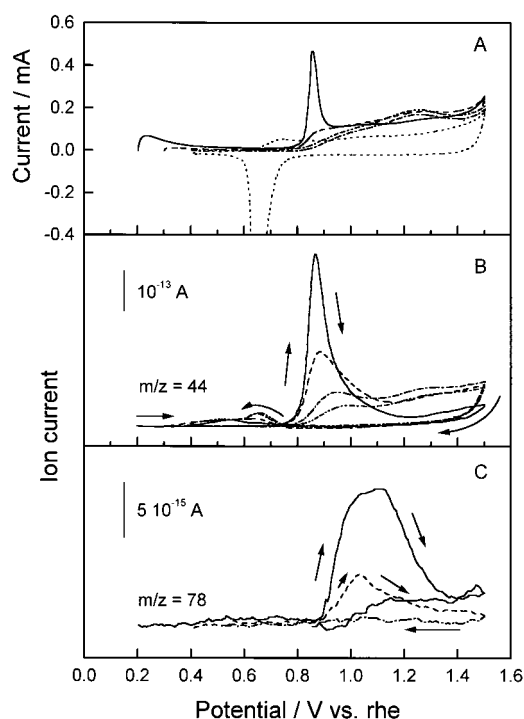 A
Current / mA
0.6
0.4
0.2
0.0
-0.2
-0.4
B
10⁻¹³ A
m/z = 44
Ion current
C
5 10⁻¹⁵ A
m/z = 78
0.0 0.2 0.4 0.6 0.8 1.0 1.2 1.4 1.6
Potential / V vs. rhe